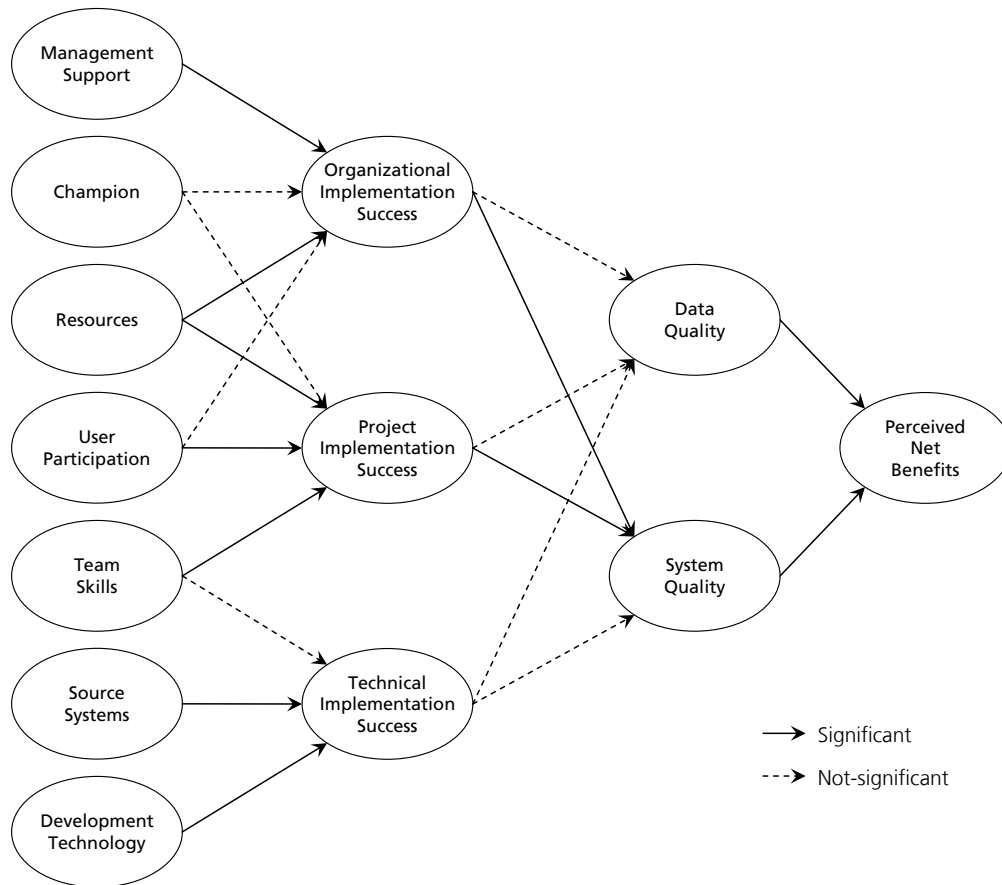 Management
Support
Champion
Resources
User
Participation
Team
Skills
Source
Systems
Development
Technology
Organizational
Implementation
Success
Project
Implementation
Success
Technical
Implementation
Success
Data
Quality
System
Quality
Perceived
Net
Benefits
Significant
Not-significant